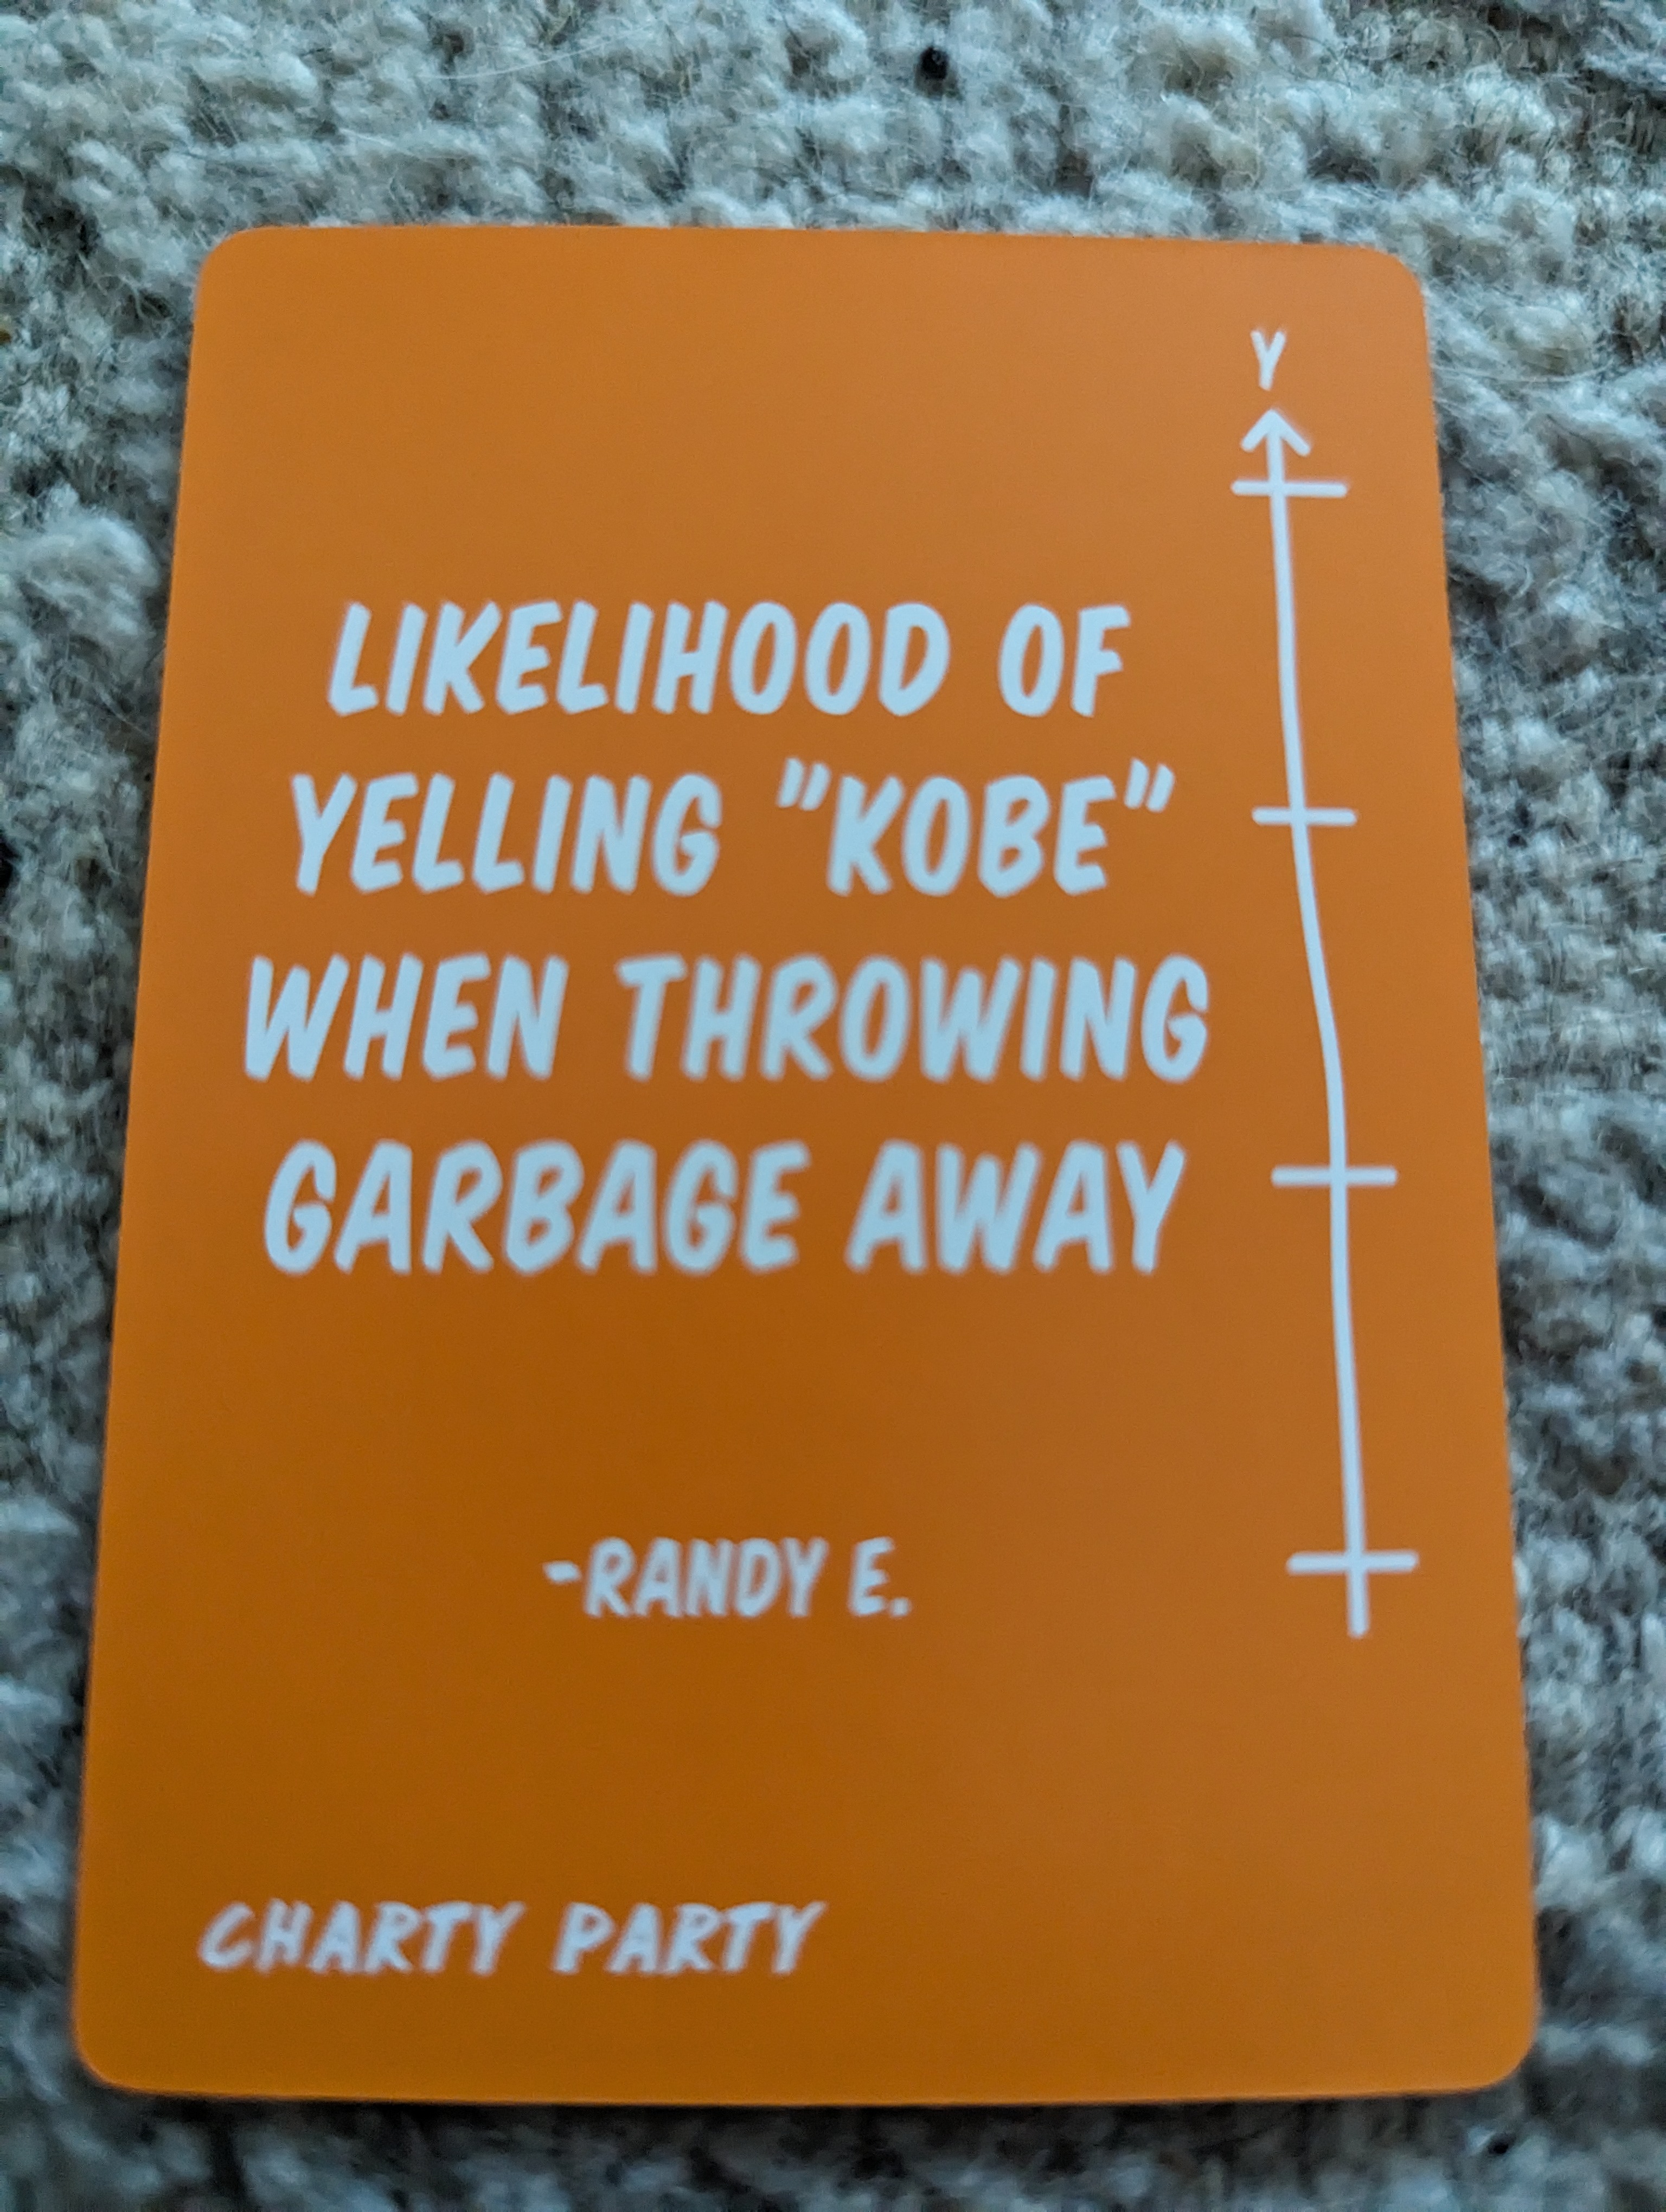 Y
LIKELIHOOD OF
YELLING "KOBE"
WHEN THROWING
GARBAGE AWAY
-RANDY E.
CHARTY PARTY